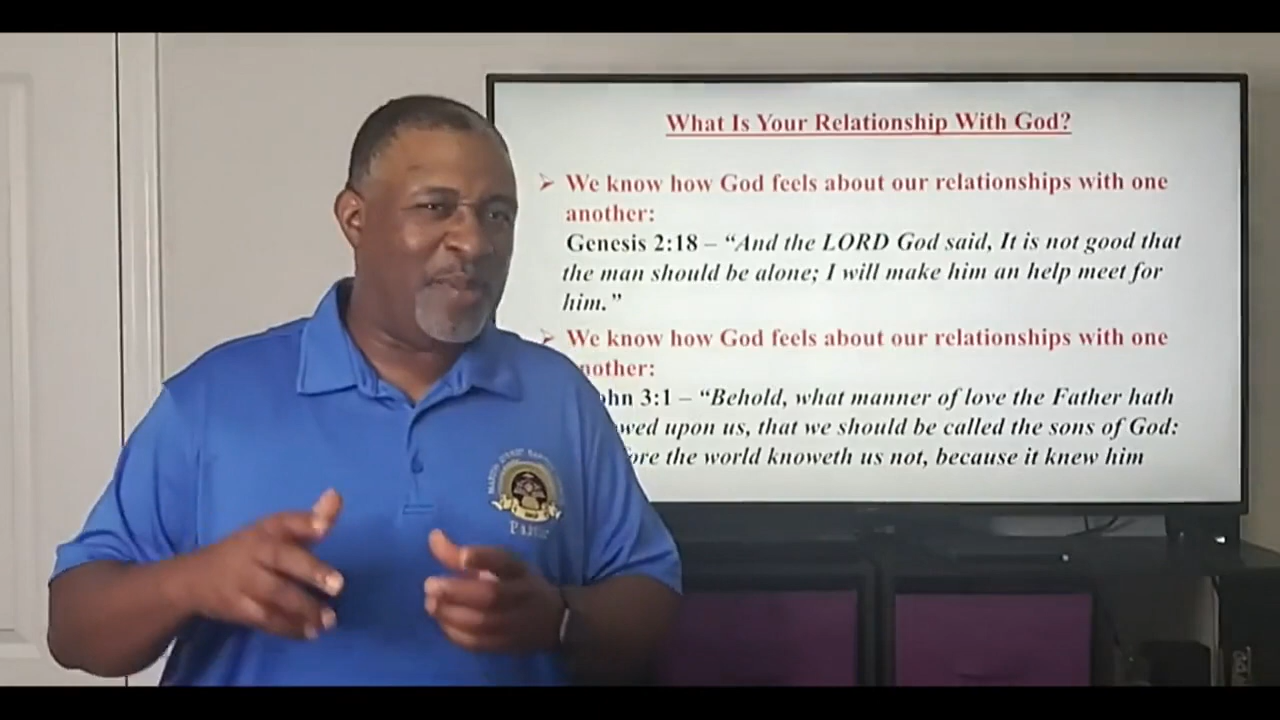 What Is Your Relationship With God?
➢ We know how God feels about our relationships with one
another:
Genesis 2:18 – “And the LORD God said, It is not good that
the man should be alone; I will make him an help meet for
him.”
We know how God feels about our relationships with one
nother:
hn 3:1 – “Behold, what manner of love the Father hath
wed upon us, that we should be called the sons of God:
ore the world knoweth us not, because it knew him